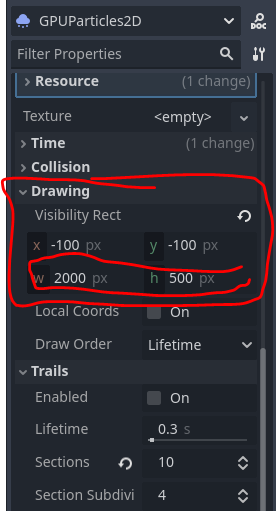 GPUParticles2D
DOC
Filter Properties
Resource (1 change)
Texture <empty>
Time (1 change)
Collision
Drawing
Visibility Rect
x -100 px y -100 px
w 2000 px h 500 px
Local Coords On
Draw Order Lifetime
Trails
Enabled On
Lifetime 0.3 s
Sections 10
Section Subdivi 4